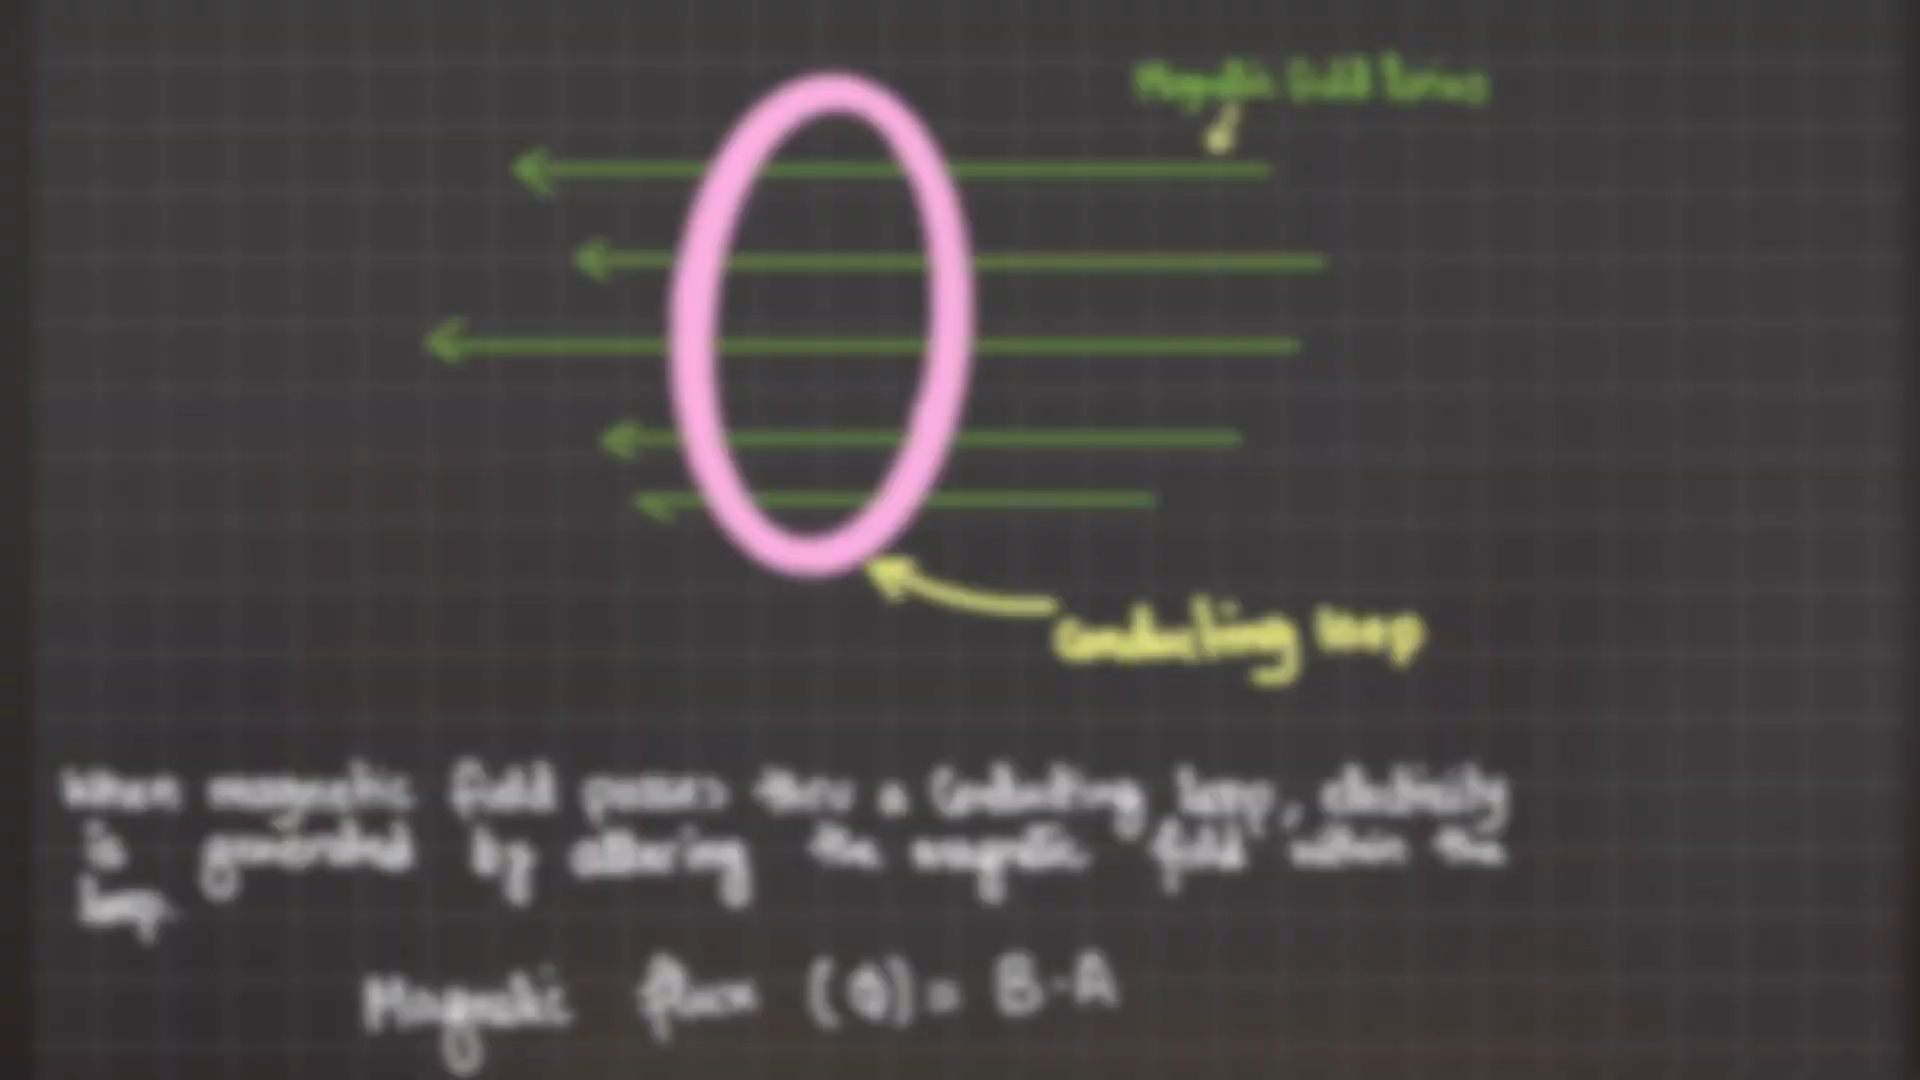 Magnetic field lines
conducting loop
When magnetic field passes thru a Conducting loop, electricity
is generated by altering the magnetic field within the
loop.
Magnetic flux (Φ) = B·A